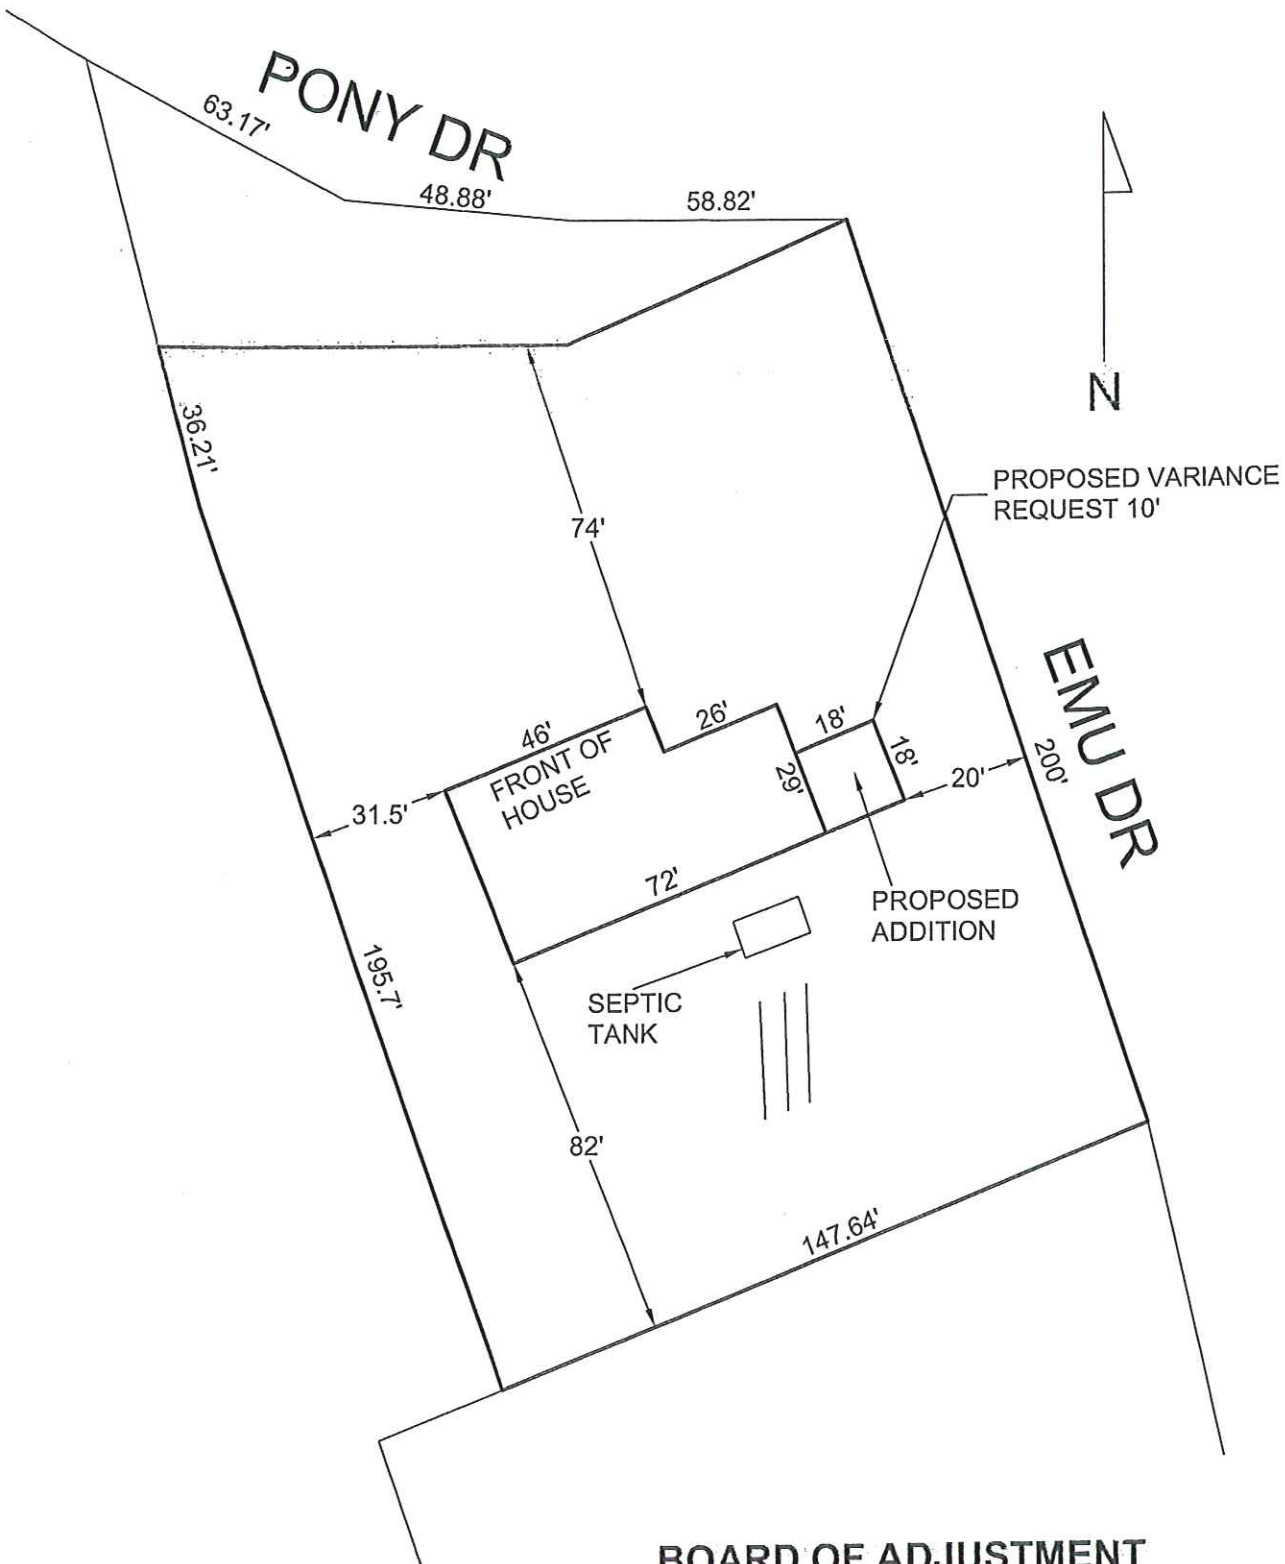 PONY DR
63.17'
48.88'
58.82'
N
36.21'
PROPOSED VARIANCE
REQUEST 10'
74'
EMU DR
46'
26'
18'
18'
FRONT OF
HOUSE
29'
200'
31.5'
20'
72'
PROPOSED
ADDITION
195.7'
SEPTIC
TANK
82'
147.64'
BOARD OF ADJUSTMENT